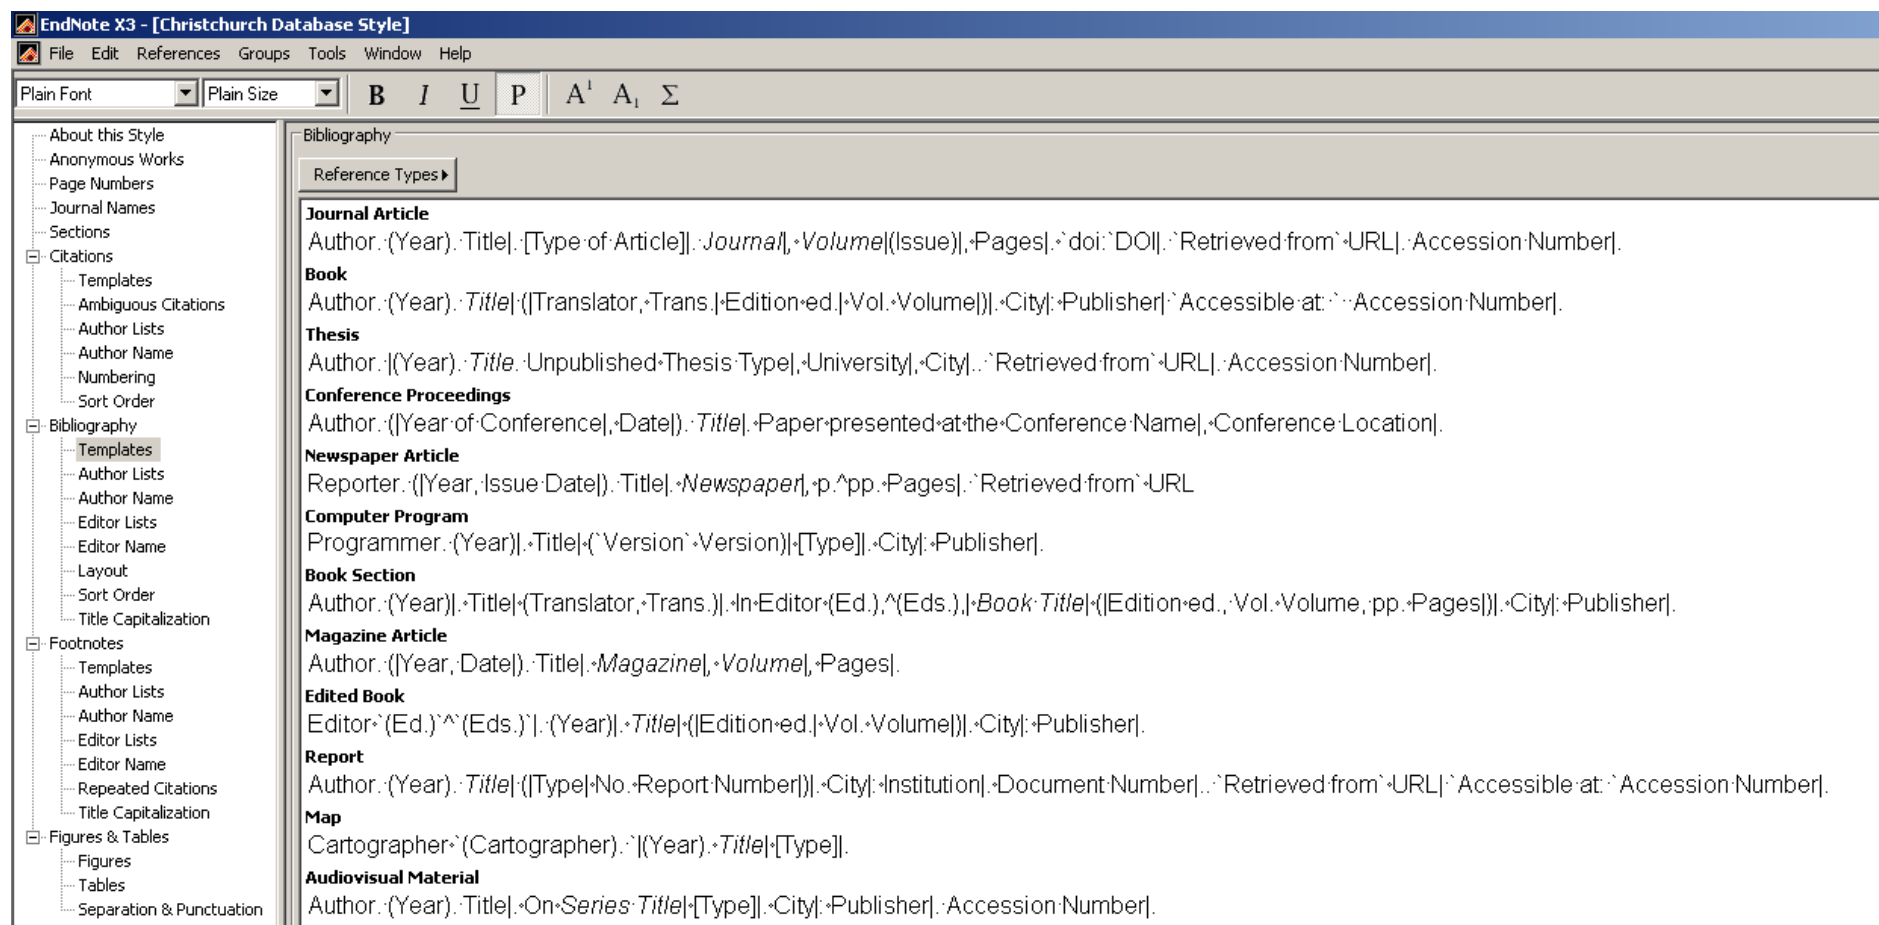 EndNote X3 - [Christchurch Database Style]
File Edit References Groups Tools Window Help
Plain Font Plain Size B I U P A¹ A₁ Σ
About this Style
Anonymous Works
Page Numbers
Journal Names
Sections
Citations
Templates
Ambiguous Citations
Author Lists
Author Name
Numbering
Sort Order
Bibliography
Templates
Author Lists
Author Name
Editor Lists
Editor Name
Layout
Sort Order
Title Capitalization
Footnotes
Templates
Author Lists
Author Name
Editor Lists
Editor Name
Repeated Citations
Title Capitalization
Figures & Tables
Figures
Tables
Separation & Punctuation
Bibliography
Reference Types
Journal Article
Author.·(Year).·Title|.·[Type·of·Article]|.·Journal|,⋄Volume|(Issue)|,⋄Pages|.⋄`doi:`DOI|.·`Retrieved·from`⋄URL|.·Accession·Number|.
Book
Author.·(Year).·Title|·(|Translator,⋄Trans.|⋄Edition⋄ed.|⋄Vol.⋄Volume|)|.⋄City|:⋄Publisher|·`Accessible·at:·`··Accession·Number|.
Thesis
Author.·|(Year).·Title.·Unpublished⋄Thesis·Type|,⋄University|,⋄City|..·`Retrieved·from`⋄URL|.·Accession·Number|.
Conference Proceedings
Author.·(|Year·of·Conference|,⋄Date|).·Title|.⋄Paper⋄presented⋄at⋄the⋄Conference·Name|,⋄Conference·Location|.
Newspaper Article
Reporter.·(|Year,·Issue·Date|).·Title|.⋄Newspaper|,⋄p.^pp.⋄Pages|.·`Retrieved·from`⋄URL
Computer Program
Programmer.·(Year)|.⋄Title|⋄(`Version`⋄Version)|⋄[Type]|.⋄City|:⋄Publisher|.
Book Section
Author.·(Year)|.⋄Title|⋄(Translator,⋄Trans.)|.⋄In⋄Editor⋄(Ed.),^(Eds.),|⋄Book·Title|⋄(|Edition⋄ed.,·Vol.⋄Volume,·pp.⋄Pages|)|.⋄City|:⋄Publisher|.
Magazine Article
Author.·(|Year,·Date|).·Title|.⋄Magazine|,⋄Volume|,⋄Pages|.
Edited Book
Editor⋄`(Ed.)`^`(Eds.)`|.·(Year)|.⋄Title|⋄(|Edition⋄ed.|⋄Vol.⋄Volume|)|.⋄City|:⋄Publisher|.
Report
Author.·(Year).·Title|·(|Type|⋄No.⋄Report·Number|)|.⋄City|:⋄Institution|.⋄Document·Number|..·`Retrieved·from`⋄URL|·`Accessible·at:·`Accession·Number|.
Map
Cartographer⋄`(Cartographer).·`|(Year).⋄Title|⋄[Type]|.
Audiovisual Material
Author.·(Year).·Title|.⋄On⋄Series·Title|⋄[Type]|.⋄City|:⋄Publisher|.·Accession·Number|.